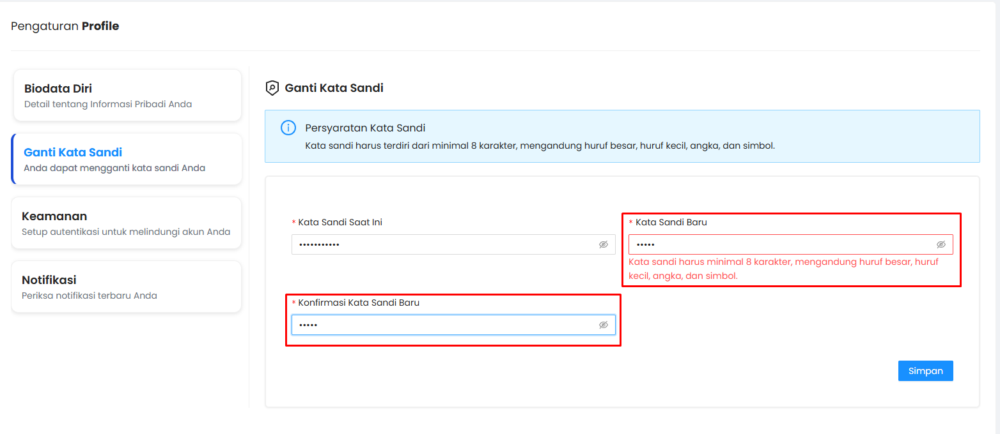 Pengaturan Profile
Biodata Diri
Detail tentang Informasi Pribadi Anda
Ganti Kata Sandi
Anda dapat mengganti kata sandi Anda
Keamanan
Setup autentikasi untuk melindungi akun Anda
Notifikasi
Periksa notifikasi terbaru Anda
Ganti Kata Sandi
Persyaratan Kata Sandi
Kata sandi harus terdiri dari minimal 8 karakter, mengandung huruf besar, huruf kecil, angka, dan simbol.
* Kata Sandi Saat Ini
•••••••••••
* Kata Sandi Baru
•••••
Kata sandi harus minimal 8 karakter, mengandung huruf besar, huruf
kecil, angka, dan simbol.
* Konfirmasi Kata Sandi Baru
•••••
Simpan